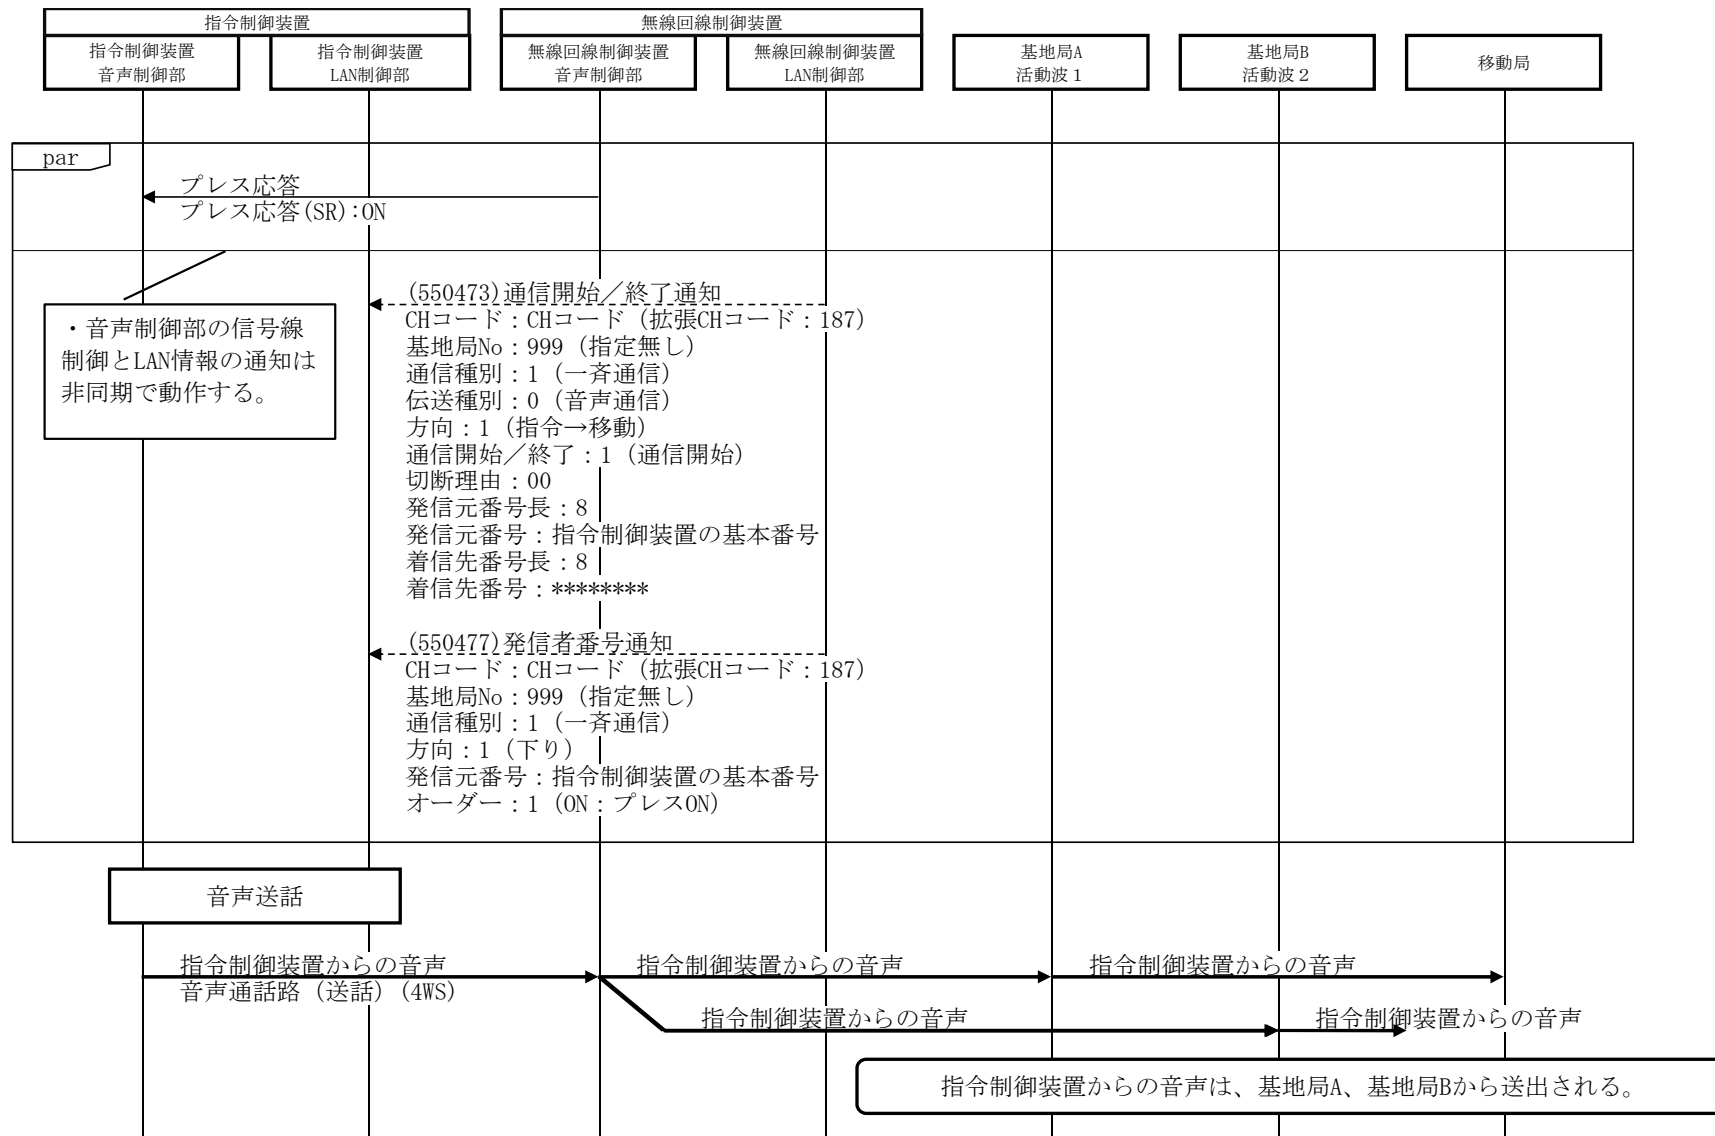 指令制御装置
無線回線制御装置
指令制御装置
音声制御部
指令制御装置
LAN制御部
無線回線制御装置
音声制御部
無線回線制御装置
LAN制御部
基地局A
活動波1
基地局B
活動波2
移動局
par
プレス応答
プレス応答(SR):ON
・音声制御部の信号線
制御とLAN情報の通知は
非同期で動作する。
(550473)通信開始／終了通知
CHコード：CHコード（拡張CHコード：187）
基地局No：999（指定無し）
通信種別：1（一斉通信）
伝送種別：0（音声通信）
方向：1（指令→移動）
通信開始／終了：1（通信開始）
切断理由：00
発信元番号長：8
発信元番号：指令制御装置の基本番号
着信先番号長：8
着信先番号：********
(550477)発信者番号通知
CHコード：CHコード（拡張CHコード：187）
基地局No：999（指定無し）
通信種別：1（一斉通信）
方向：1（下り）
発信元番号：指令制御装置の基本番号
オーダー：1（ON：プレスON）
音声送話
指令制御装置からの音声
音声通話路（送話）(4WS)
指令制御装置からの音声
指令制御装置からの音声
指令制御装置からの音声
指令制御装置からの音声
指令制御装置からの音声は、基地局A、基地局Bから送出される。